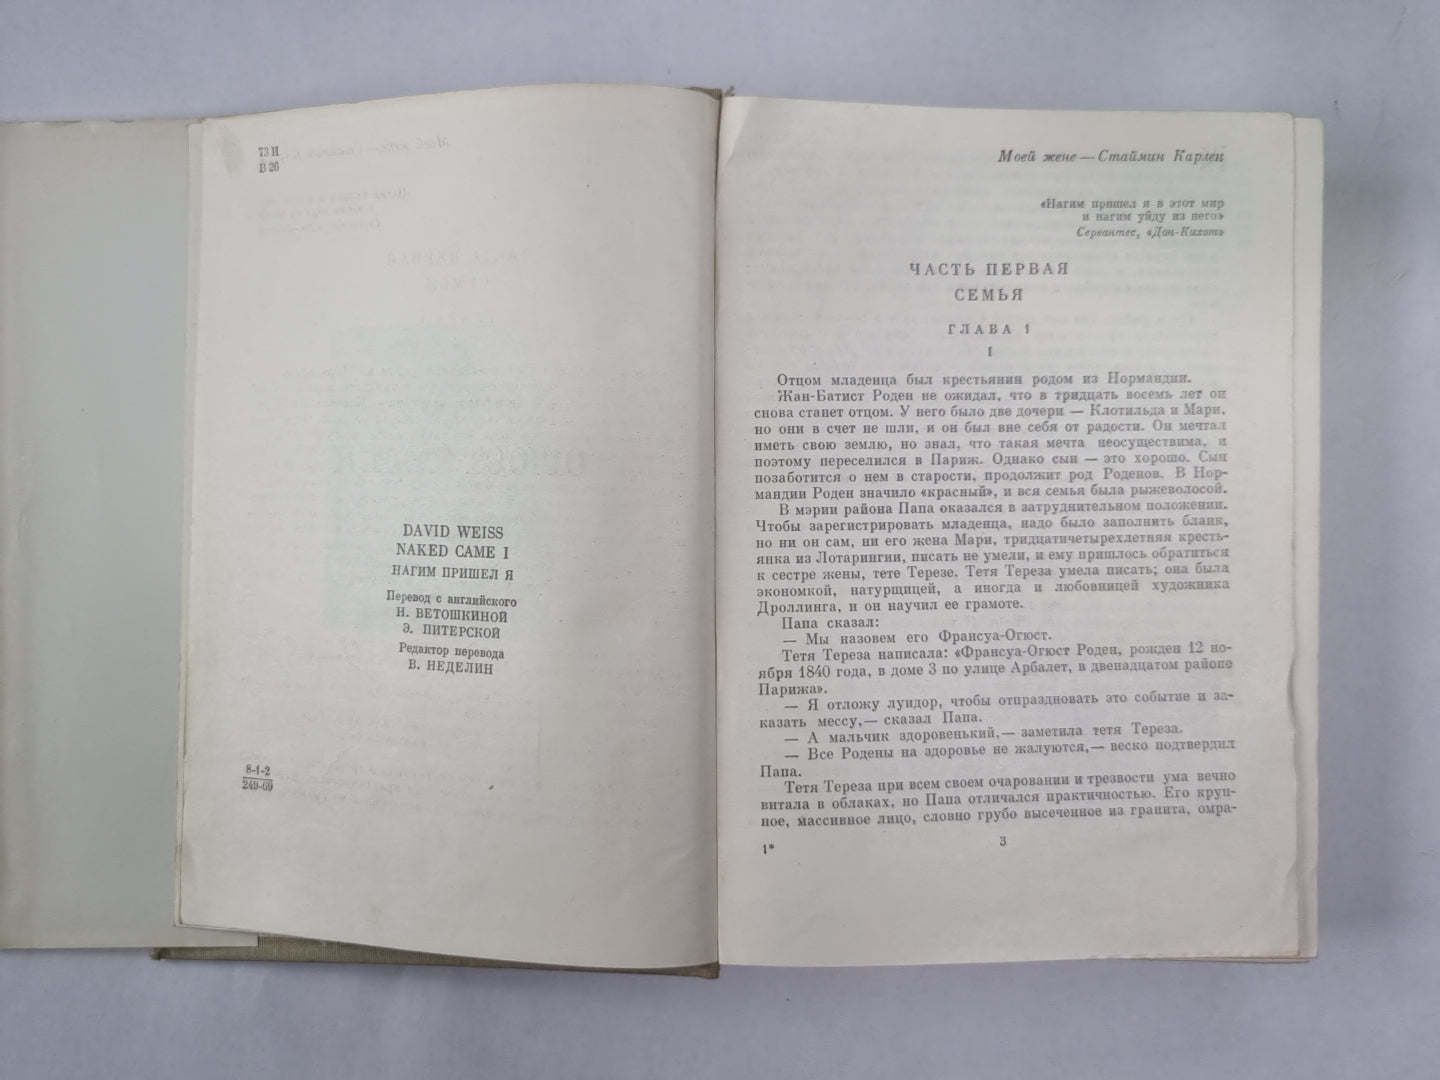 73 И
В 26
DAVID WEISS
NAKED CAME I
НАГИМ ПРИШЕЛ Я
Перевод с английского
Н. ВЕТОШКИНОЙ
Э. ПИТЕРСКОЙ
Редактор перевода
В. НЕДЕЛИН
8-1-2
249-69
Моей жене — Стаймин Карлен
«Нагим пришел я в этот мир
и нагим уйду из него»
Сервантес, «Дон-Кихот»
ЧАСТЬ ПЕРВАЯ
СЕМЬЯ
ГЛАВА 1
1
Отцом младенца был крестьянин родом из Нормандии.
Жан-Батист Роден не ожидал, что в тридцать восемь лет он
снова станет отцом. У него было две дочери — Клотильда и Мари,
но они в счет не шли, и он был вне себя от радости. Он мечтал
иметь свою землю, но знал, что такая мечта неосуществима, и
поэтому переселился в Париж. Однако сын — это хорошо. Сын
позаботится о нем в старости, продолжит род Роденов. В Нор-
мандии Роден значило «красный», и вся семья была рыжеволосой.
В мэрии района Папа оказался в затруднительном положении.
Чтобы зарегистрировать младенца, надо было заполнить бланк,
но ни он сам, ни его жена Мари, тридцатичетырехлетняя кресть-
янка из Лотарингии, писать не умели, и ему пришлось обратиться
к сестре жены, тете Терезе. Тетя Тереза умела писать; она была
экономкой, натурщицей, а иногда и любовницей художника
Дроллинга, и он научил ее грамоте.
Папа сказал:
— Мы назовем его Франсуа-Огюст.
Тетя Тереза написала: «Франсуа-Огюст Роден, рожден 12 но-
ября 1840 года, в доме 3 по улице Арбалет, в двенадцатом районе
Парижа».
— Я отложу луидор, чтобы отпраздновать это событие и за-
казать мессу,— сказал Папа.
— А мальчик здоровенький,— заметила тетя Тереза.
— Все Родены на здоровье не жалуются,— веско подтвердил
Папа.
Тетя Тереза при всем своем очаровании и трезвости ума вечно
витала в облаках, но Папа отличался практичностью. Его круп-
ное, массивное лицо, словно грубо высеченное из гранита, омра-
1*
3